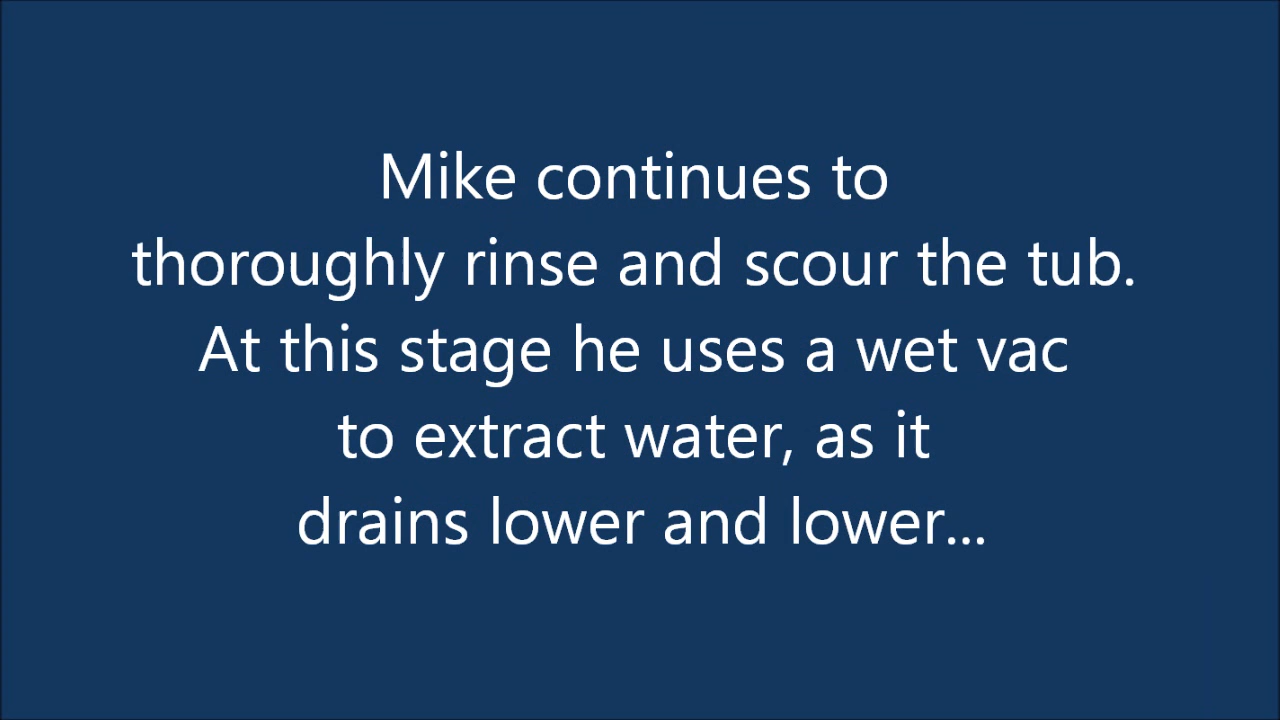 Mike continues to
thoroughly rinse and scour the tub.
At this stage he uses a wet vac
to extract water, as it
drains lower and lower...